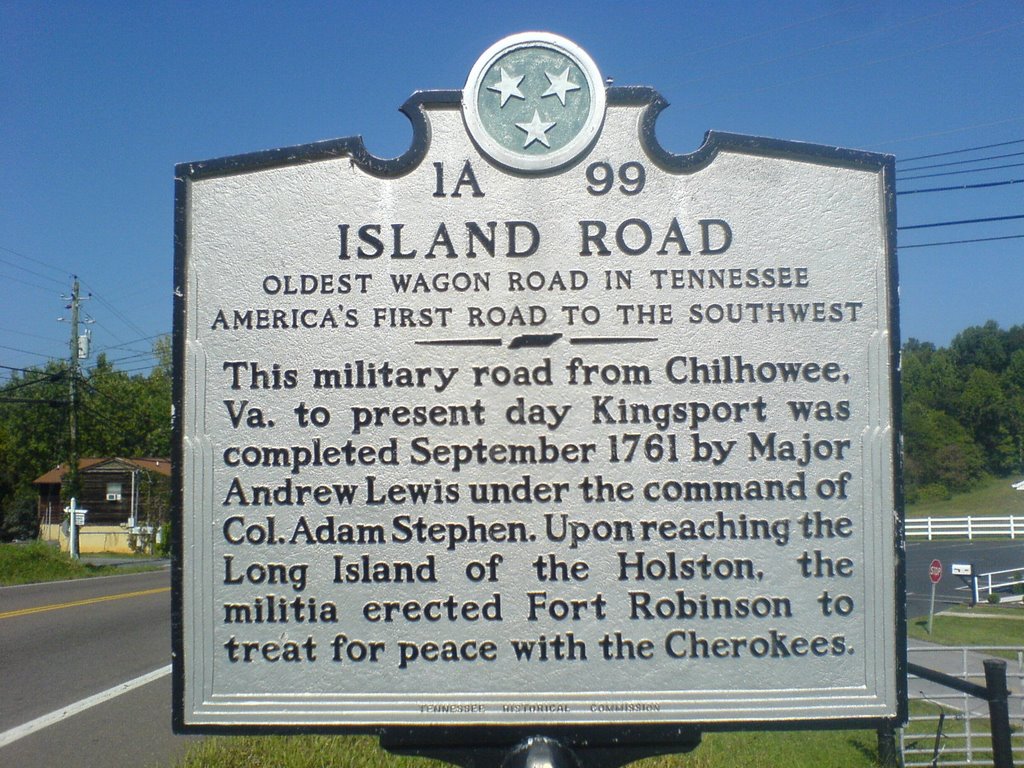 1A 99
ISLAND ROAD
OLDEST WAGON ROAD IN TENNESSEE
AMERICA'S FIRST ROAD TO THE SOUTHWEST
This military road from Chilhowee,
Va. to present day Kingsport was
completed September 1761 by Major
Andrew Lewis under the command of
Col. Adam Stephen. Upon reaching the
Long Island of the Holston, the
militia erected Fort Robinson to
treat for peace with the Cherokees.
TENNESSEE HISTORICAL COMMISSION
STOP